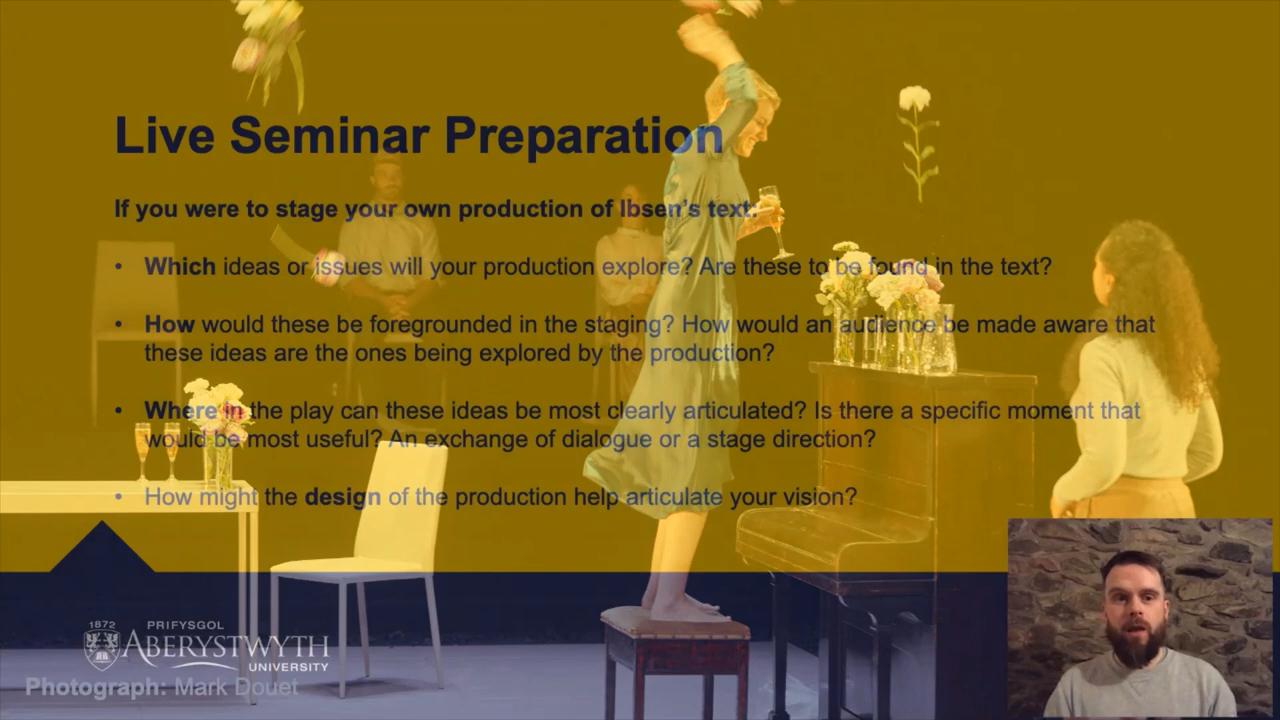 Live Seminar Preparation
If you were to stage your own production of Ibsen's text:
• Which ideas or issues will your production explore? Are these to be found in the text?
• How would these be foregrounded in the staging? How would an audience be made aware that
these ideas are the ones being explored by the production?
• Where in the play can these ideas be most clearly articulated? Is there a specific moment that
would be most useful? An exchange of dialogue or a stage direction?
• How might the design of the production help articulate your vision?
1872 PRIFYSGOL
ABERYSTWYTH
UNIVERSITY
Photograph: Mark Douet